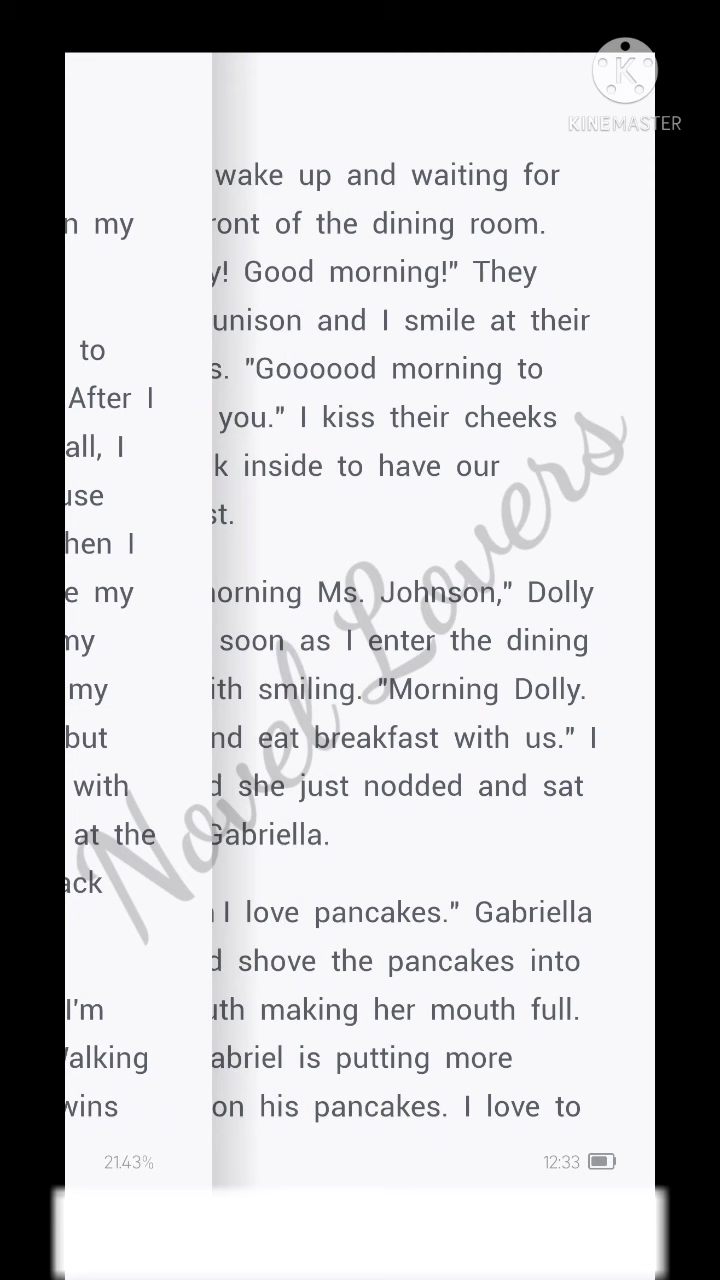 KINEMASTER
n my
to
After I
all, I
use
hen I
e my
my
my
but
with
at the
ack
I'm
Walking
wins
21.43%
wake up and waiting for
ront of the dining room.
y! Good morning!" They
unison and I smile at their
s. "Goooood morning to
you." I kiss their cheeks
k inside to have our
st.
morning Ms. Johnson," Dolly
soon as I enter the dining
ith smiling. "Morning Dolly.
nd eat breakfast with us." I
d she just nodded and sat
Gabriella.
I love pancakes." Gabriella
d shove the pancakes into
uth making her mouth full.
abriel is putting more
on his pancakes. I love to
12:33
Novel Lovers